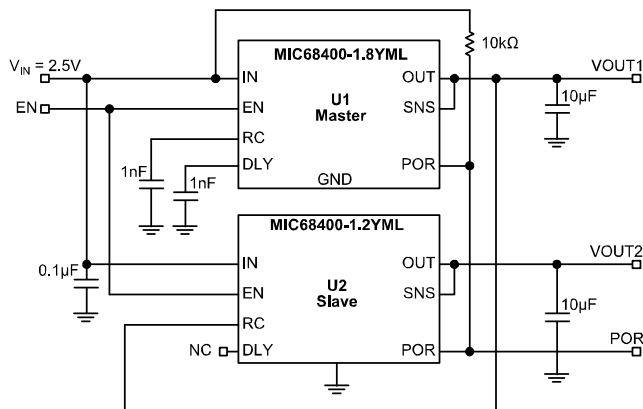 MIC68400-1.8YML
10kΩ
VIN = 2.5V
IN
OUT
VOUT1
U1
Master
EN
EN
SNS
10µF
RC
1nF
DLY
POR
1nF
GND
MIC68400-1.2YML
IN
OUT
VOUT2
0.1µF
U2
Slave
EN
SNS
10µF
RC
NC
DLY
POR
POR